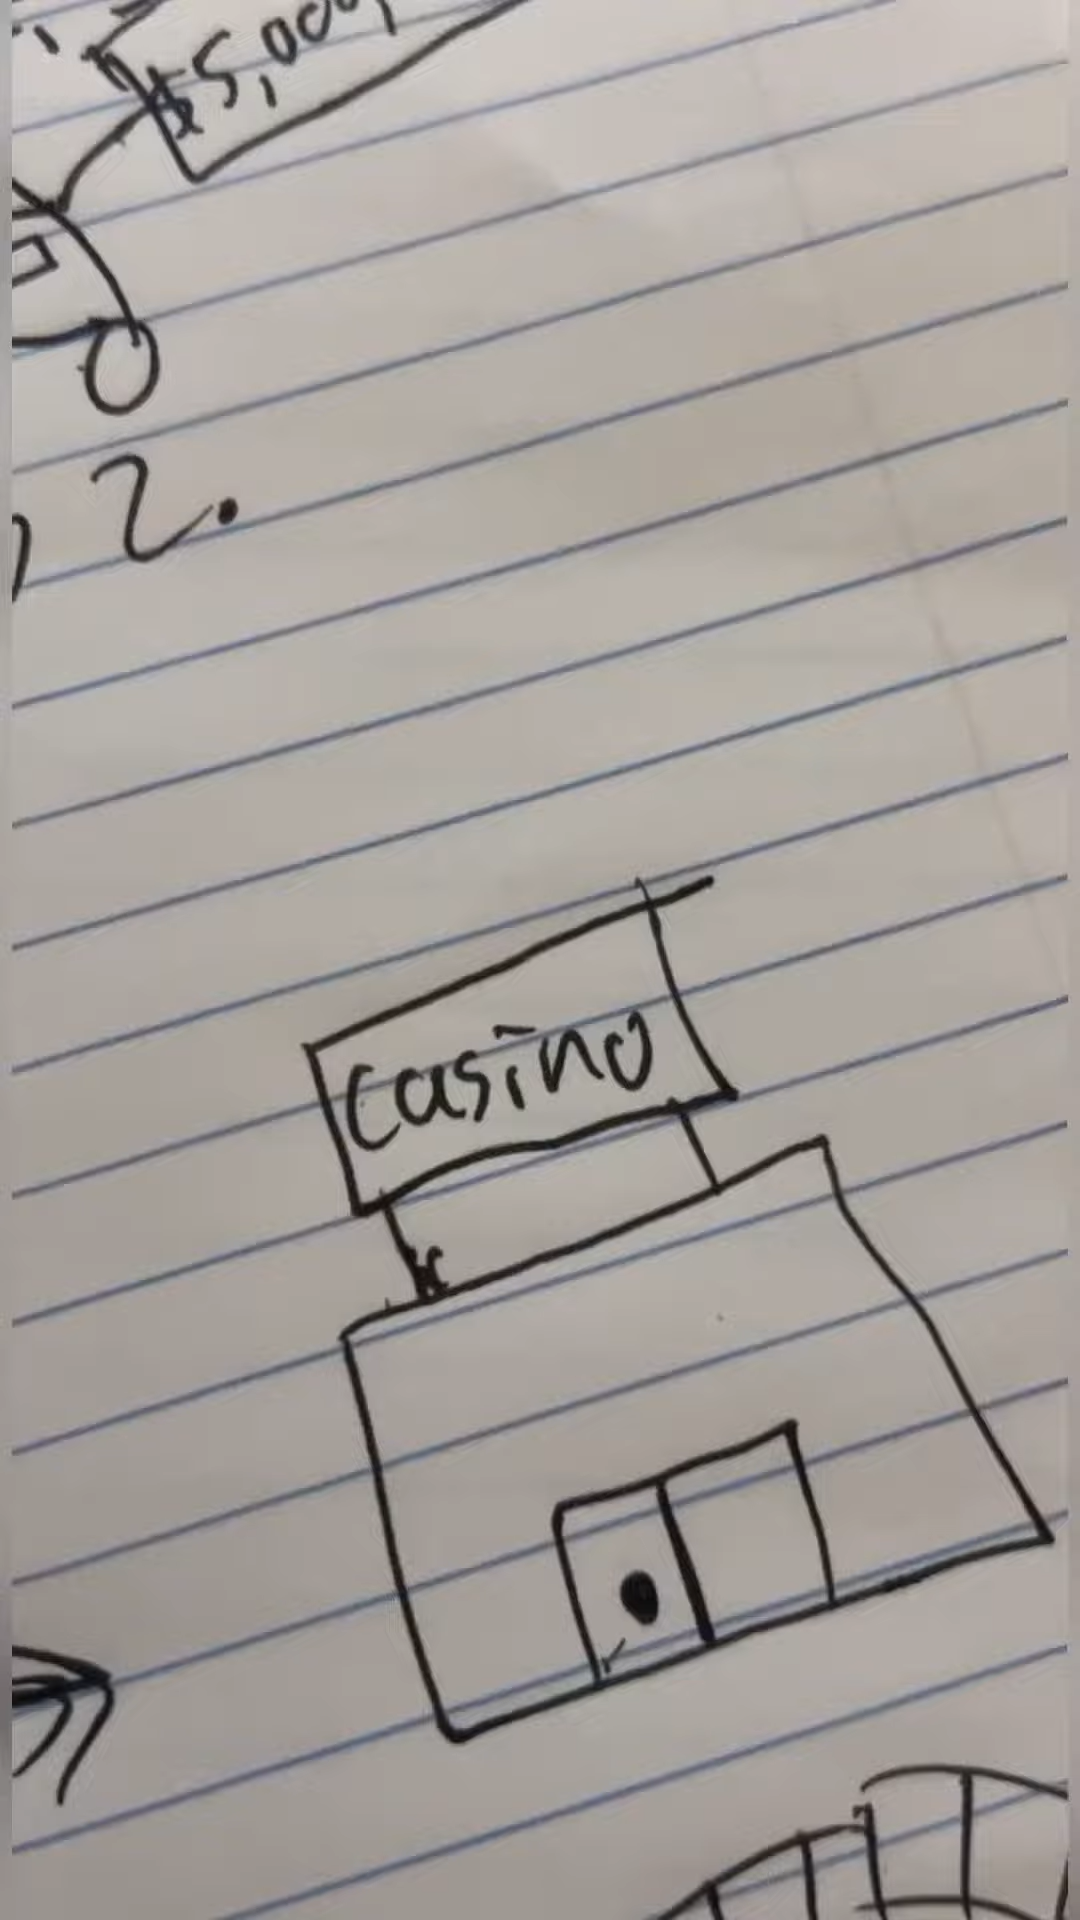 $5,000,
2.
casino